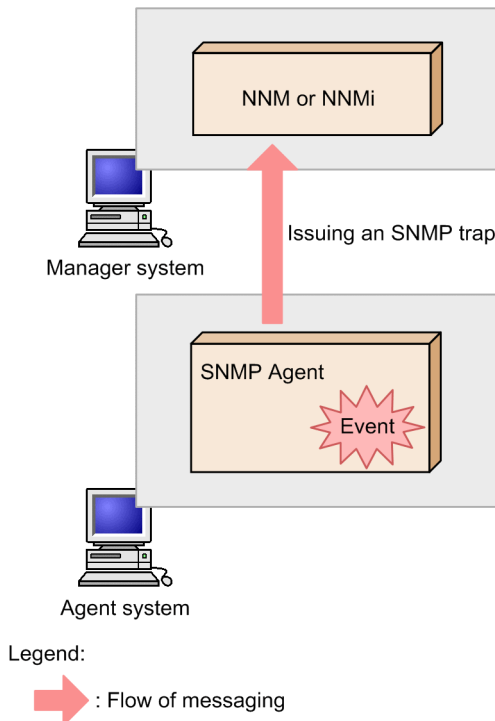 NNM or NNMi
Issuing an SNMP trap
Manager system
SNMP Agent
Event
Agent system
Legend:
: Flow of messaging